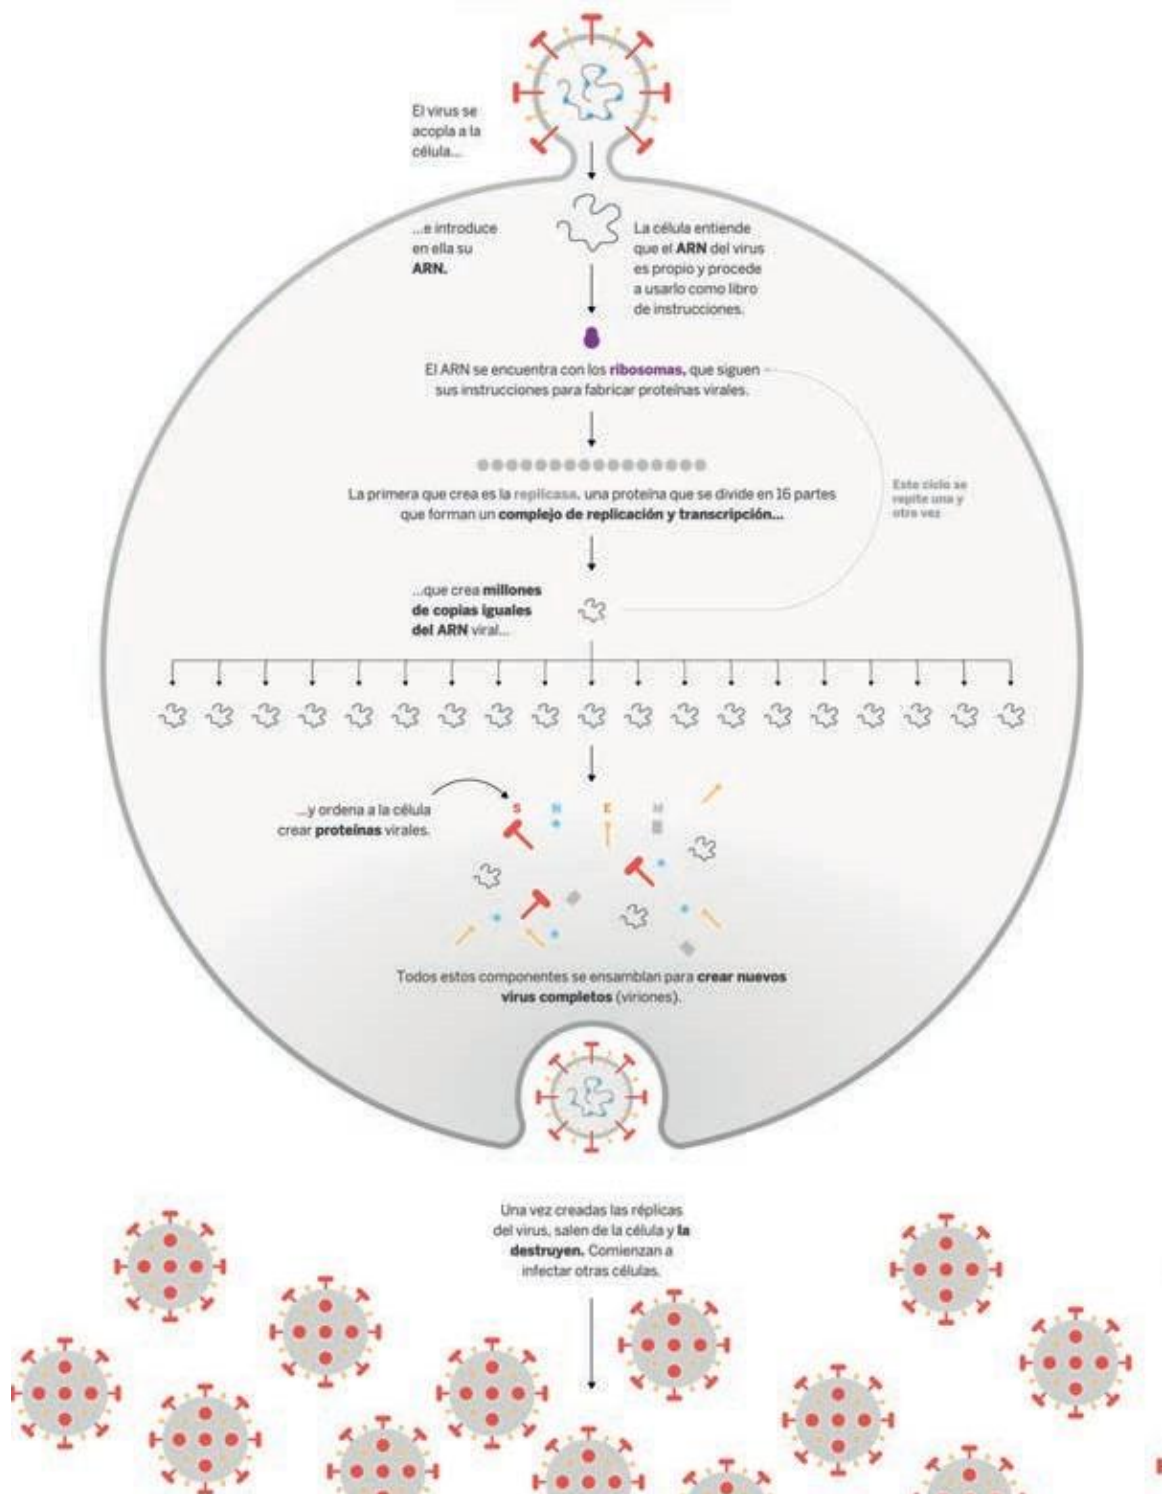 El virus se
acopla a la
célula...
...e introduce
en ella su
ARN.
La célula entiende
que el ARN del virus
es propio y procede
a usarlo como libro
de instrucciones.
El ARN se encuentra con los ribosomas, que siguen
sus instrucciones para fabricar proteínas virales.
La primera que crea es la replicasa, una proteína que se divide en 16 partes
que forman un complejo de replicación y transcripción...
Este ciclo se
repite una y
otra vez
...que crea millones
de copias iguales
del ARN viral...
...y ordena a la célula
crear proteínas virales.
S N E M
Todos estos componentes se ensamblan para crear nuevos
virus completos (viriones).
Una vez creadas las réplicas
del virus, salen de la célula y la
destruyen. Comienzan a
infectar otras células.